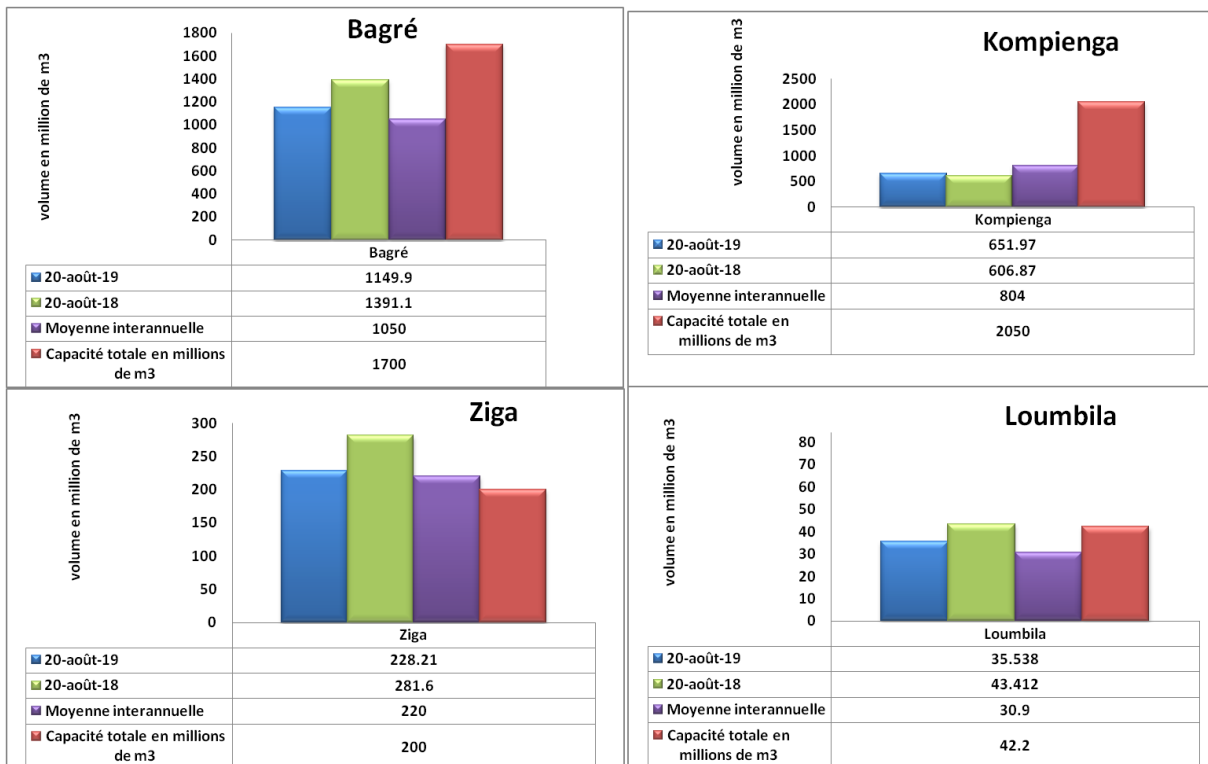 Bagré
volume en million de m3
1800
1600
1400
1200
1000
800
600
400
200
0
Bagré
20-août-19 1149.9
20-août-18 1391.1
Moyenne interannuelle 1050
Capacité totale en millions
de m3 1700
Kompienga
volume en million de m3
2500
2000
1500
1000
500
0
Kompienga
20-août-19 651.97
20-août-18 606.87
Moyenne interannuelle 804
Capacité totale en
millions de m3 2050
Ziga
volume en million de m3
300
250
200
150
100
50
0
Ziga
20-août-19 228.21
20-août-18 281.6
Moyenne interannuelle 220
Capacité totale en millions
de m3 200
Loumbila
volume en million de m3
80
70
60
50
40
30
20
10
0
Loumbila
20-août-19 35.538
20-août-18 43.412
Moyenne interannuelle 30.9
Capacité totale en
millions de m3 42.2